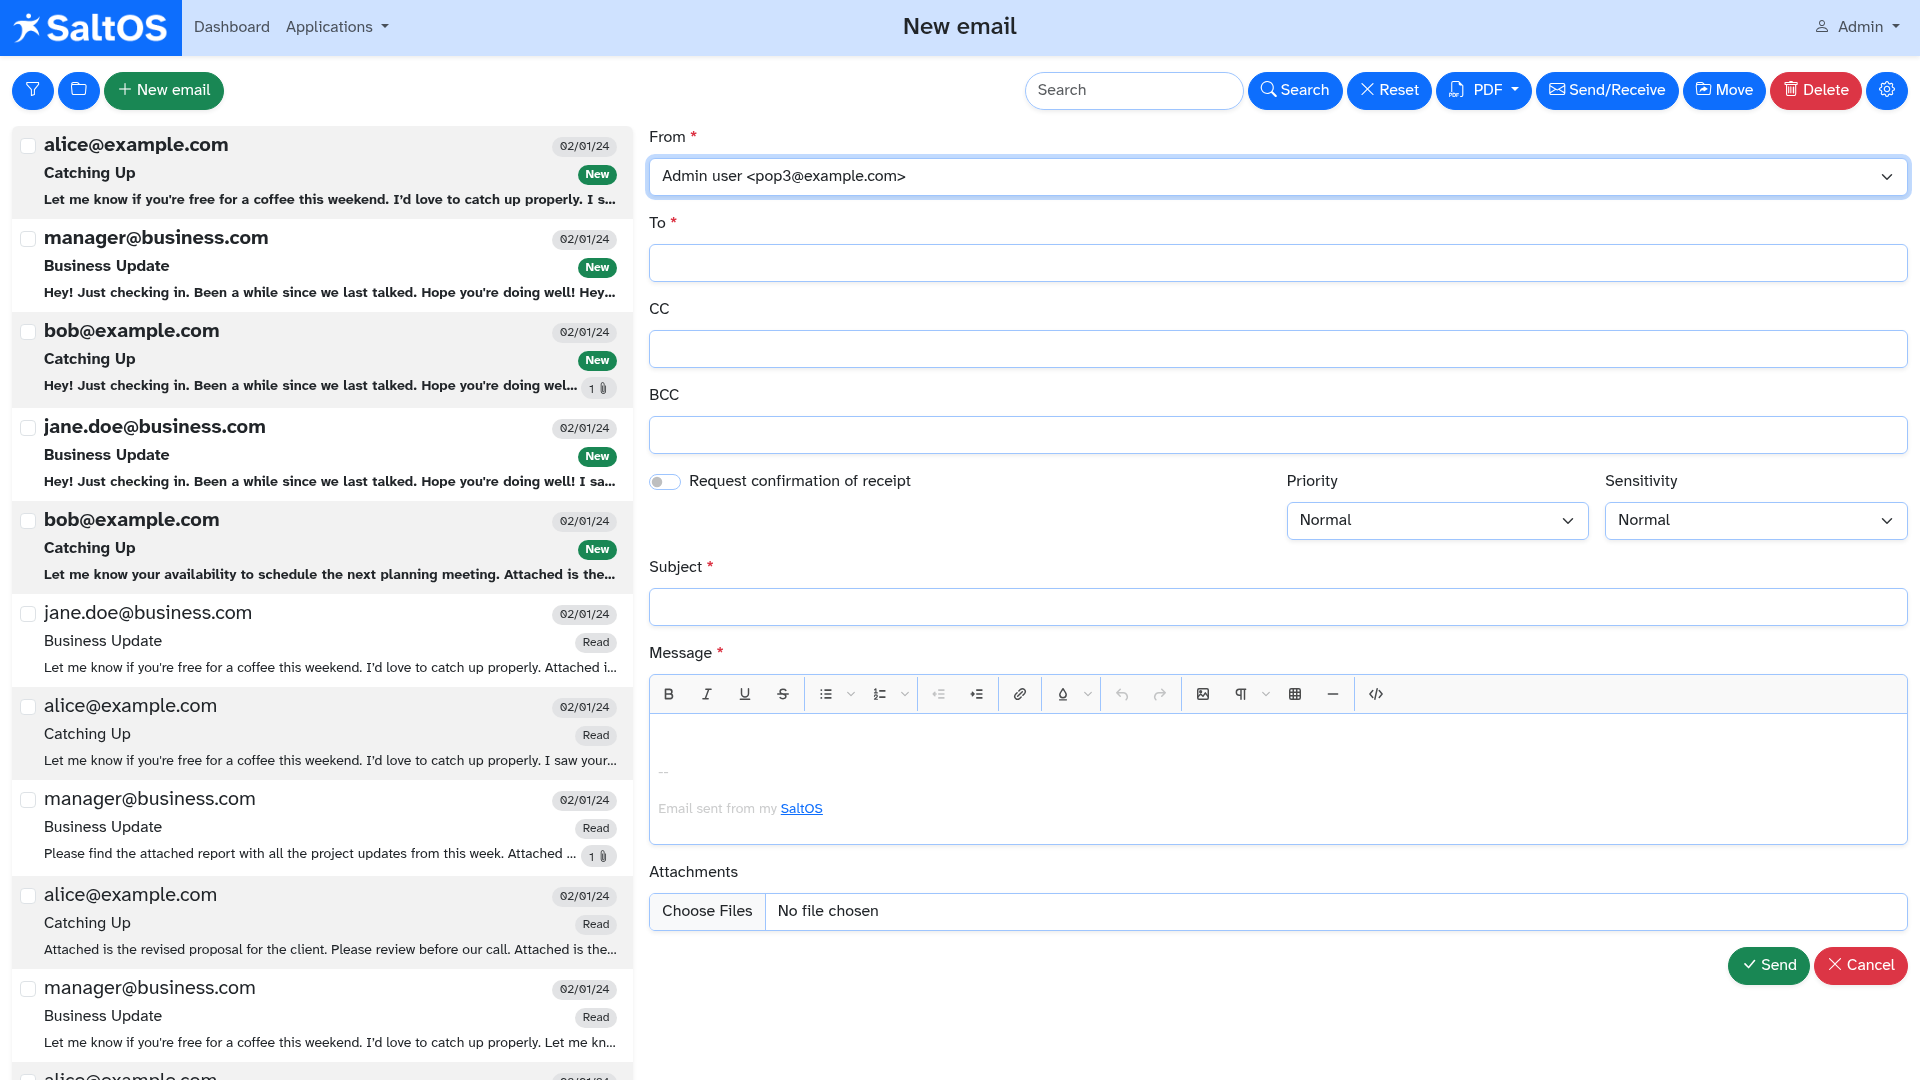 SaltOS Dashboard Applications New email Admin
New email Search Search Reset PDF Send/Receive Move Delete
alice@example.com 02/01/24
Catching Up New
Let me know if you're free for a coffee this weekend. I'd love to catch up properly. I s...
manager@business.com 02/01/24
Business Update New
Hey! Just checking in. Been a while since we last talked. Hope you're doing well! Hey...
bob@example.com 02/01/24
Catching Up New
Hey! Just checking in. Been a while since we last talked. Hope you're doing wel... 1
jane.doe@business.com 02/01/24
Business Update New
Hey! Just checking in. Been a while since we last talked. Hope you're doing well! I sa...
bob@example.com 02/01/24
Catching Up New
Let me know your availability to schedule the next planning meeting. Attached is the...
jane.doe@business.com 02/01/24
Business Update Read
Let me know if you're free for a coffee this weekend. I'd love to catch up properly. Attached i...
alice@example.com 02/01/24
Catching Up Read
Let me know if you're free for a coffee this weekend. I'd love to catch up properly. I saw your...
manager@business.com 02/01/24
Business Update Read
Please find the attached report with all the project updates from this week. Attached ... 1
alice@example.com 02/01/24
Catching Up Read
Attached is the revised proposal for the client. Please review before our call. Attached is the...
manager@business.com 02/01/24
Business Update Read
Let me know if you're free for a coffee this weekend. I'd love to catch up properly. Let me kn...
alice@example.com 02/01/24
From *
Admin user <pop3@example.com>
To *
CC
BCC
Request confirmation of receipt Priority Sensitivity
Normal Normal
Subject *
Message *
--
Email sent from my SaltOS
Attachments
Choose Files No file chosen
Send Cancel